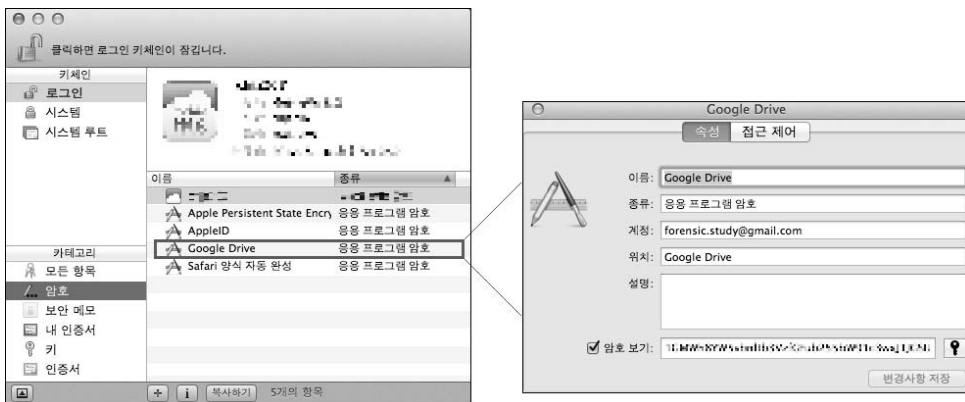 클릭하면 로그인 키체인이 잠깁니다.
키체인
로그인
시스템
시스템 루트
이름 종류
Apple Persistent State Encry 응용 프로그램 암호
AppleID 응용 프로그램 암호
Google Drive 응용 프로그램 암호
Safari 양식 자동 완성 응용 프로그램 암호
카테고리
모든 항목
암호
보안 메모
내 인증서
키
인증서
복사하기 5개의 항목
Google Drive
속성 접근 제어
이름: Google Drive
종류: 응용 프로그램 암호
계정: forensic.study@gmail.com
위치: Google Drive
설명:
암호 보기:
변경사항 저장